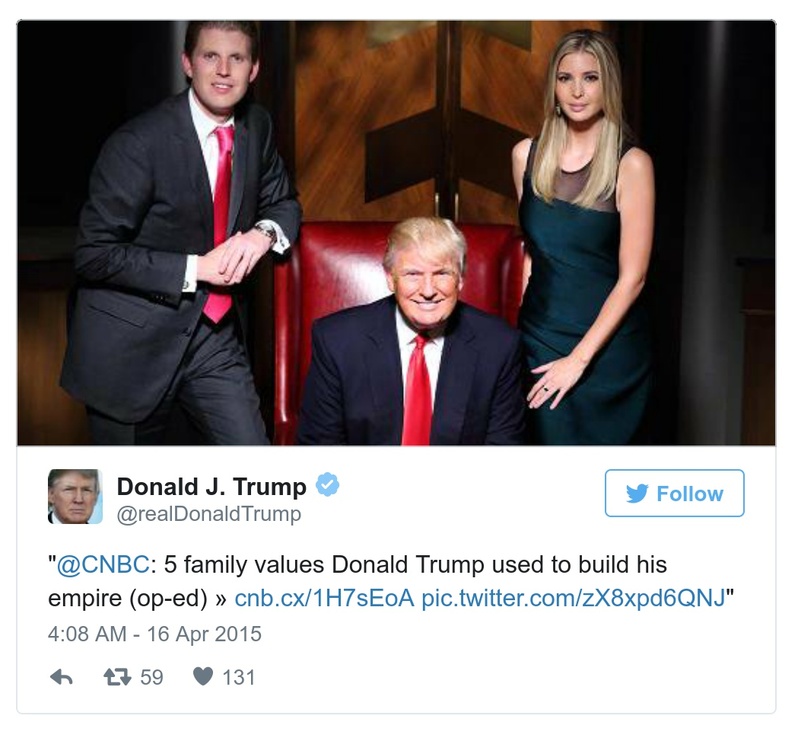 Donald J. Trump
Follow
@realDonaldTrump
"@CNBC: 5 family values Donald Trump used to build his
empire (op-ed) » cnb.cx/1H7sEoA pic.twitter.com/zX8xpd6QNJ"
4:08 AM - 16 Apr 2015
59 131